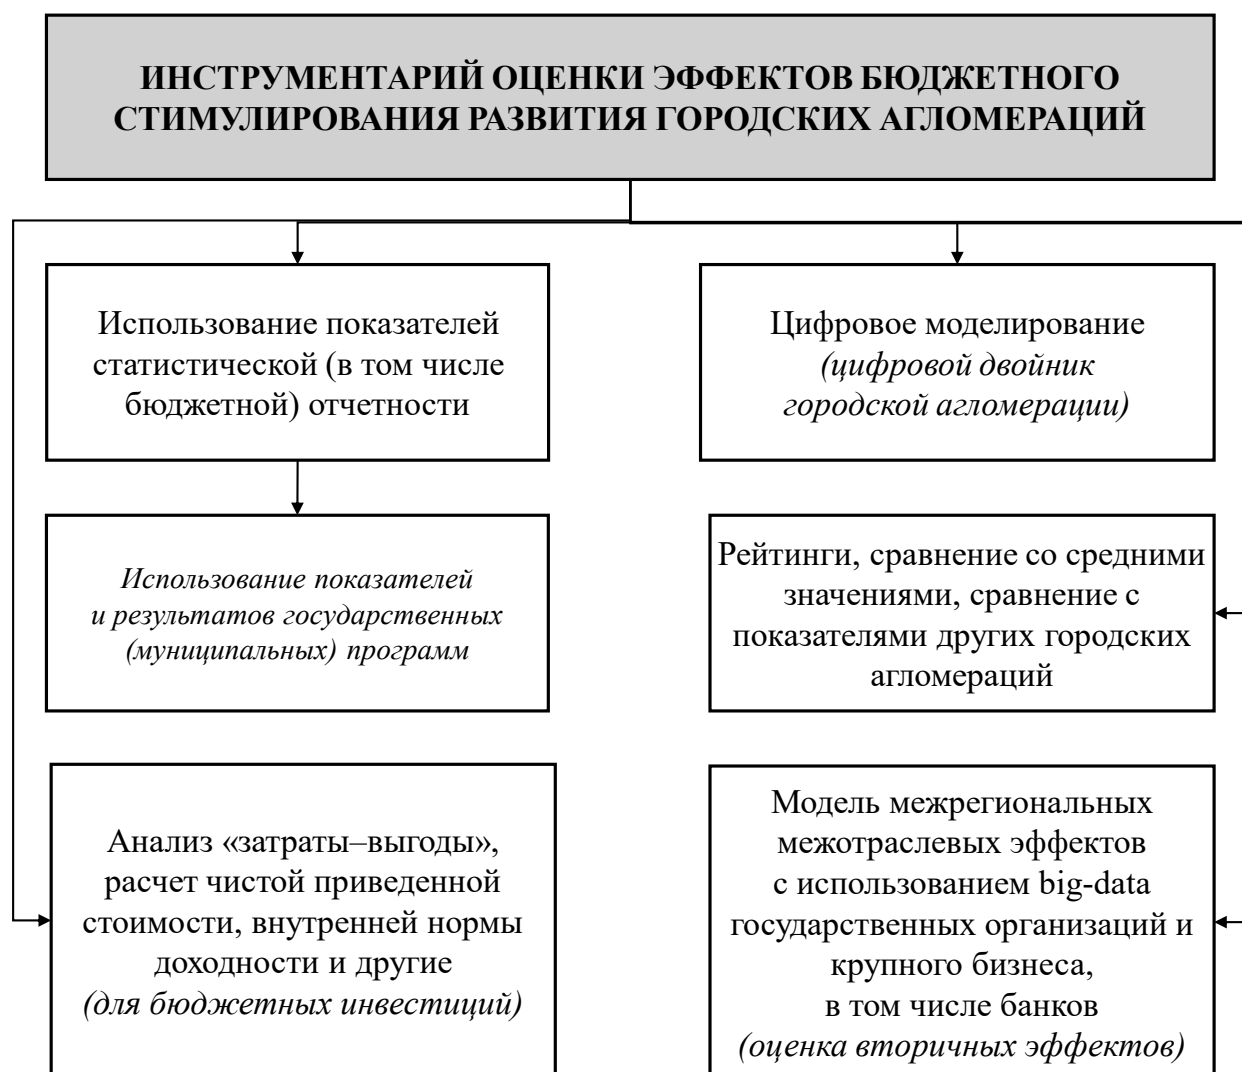 ИНСТРУМЕНТАРИЙ ОЦЕНКИ ЭФФЕКТОВ БЮДЖЕТНОГО
СТИМУЛИРОВАНИЯ РАЗВИТИЯ ГОРОДСКИХ АГЛОМЕРАЦИЙ
Использование показателей
статистической (в том числе
бюджетной) отчетности
Цифровое моделирование
(цифровой двойник
городской агломерации)
Использование показателей
и результатов государственных
(муниципальных) программ
Рейтинги, сравнение со средними
значениями, сравнение с
показателями других городских
агломераций
Анализ «затраты–выгоды»,
расчет чистой приведенной
стоимости, внутренней нормы
доходности и другие
(для бюджетных инвестиций)
Модель межрегиональных
межотраслевых эффектов
с использованием big-data
государственных организаций и
крупного бизнеса,
в том числе банков
(оценка вторичных эффектов)